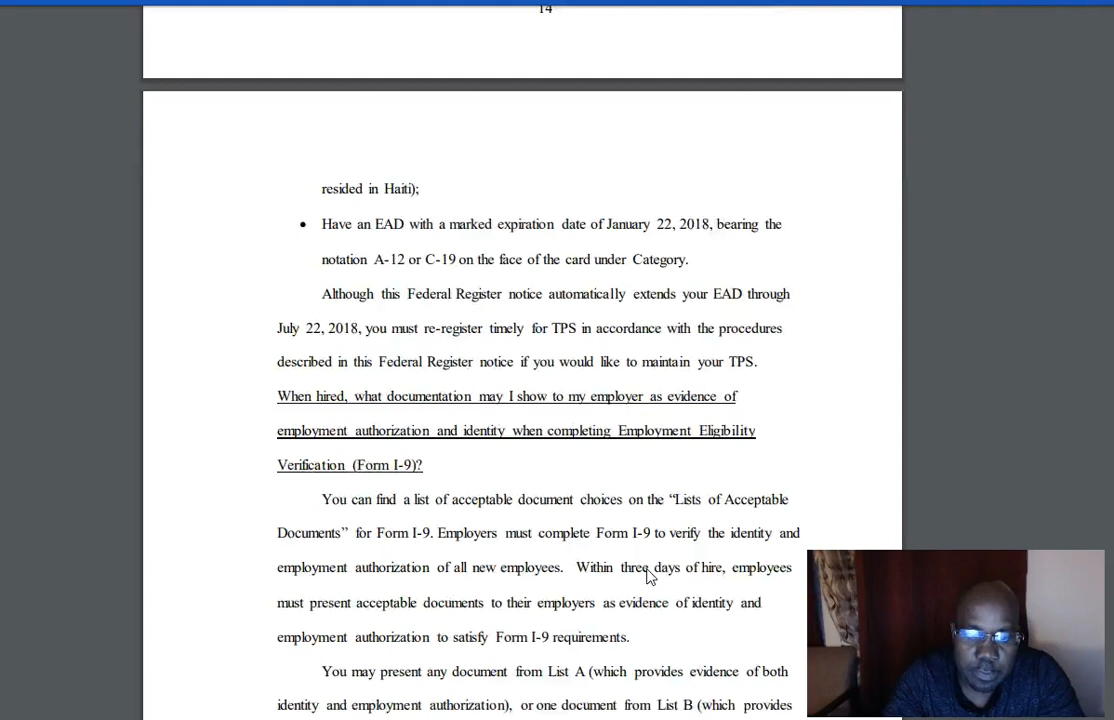 14
resided in Haiti);
• Have an EAD with a marked expiration date of January 22, 2018, bearing the
notation A-12 or C-19 on the face of the card under Category.
Although this Federal Register notice automatically extends your EAD through
July 22, 2018, you must re-register timely for TPS in accordance with the procedures
described in this Federal Register notice if you would like to maintain your TPS.
When hired, what documentation may I show to my employer as evidence of
employment authorization and identity when completing Employment Eligibility
Verification (Form I-9)?
You can find a list of acceptable document choices on the “Lists of Acceptable
Documents” for Form I-9. Employers must complete Form I-9 to verify the identity and
employment authorization of all new employees. Within three days of hire, employees
must present acceptable documents to their employers as evidence of identity and
employment authorization to satisfy Form I-9 requirements.
You may present any document from List A (which provides evidence of both
identity and employment authorization), or one document from List B (which provides